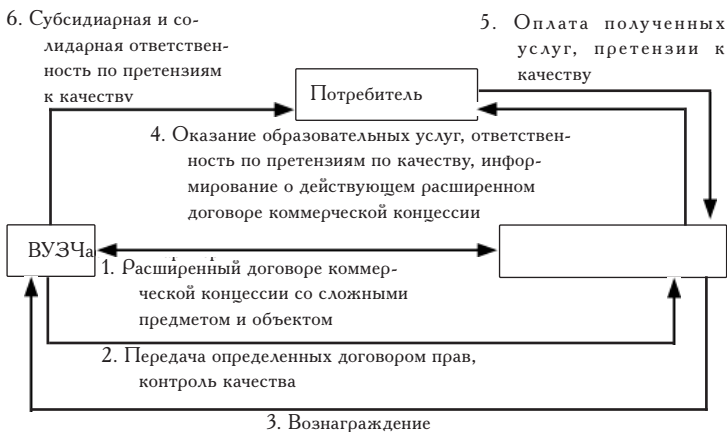 6. Субсидиарная и со-
лидарная ответствен-
ность по претензиям
к качеству
5. Оплата полученных
услуг, претензии к
качеству
Потребитель
4. Оказание образовательных услуг, ответствен-
ность по претензиям по качеству, инфор-
мирование о действующем расширенном
договоре коммерческой концессии
ВУЗЧа
1. Расширенный договоре коммер-
ческой концессии со сложными
предметом и объектом
2. Передача определенных договором прав,
контроль качества
3. Вознаграждение